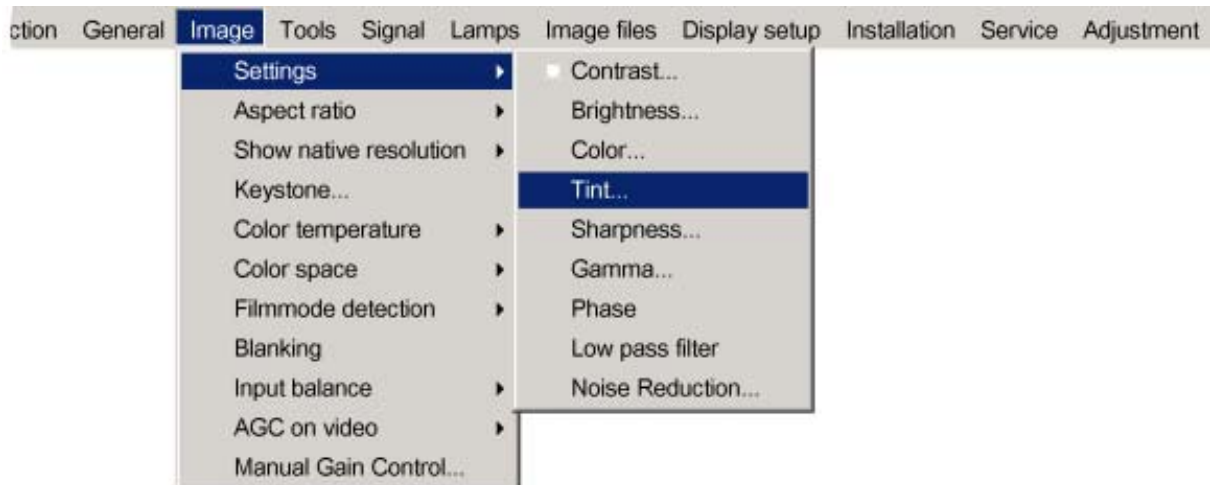 ction General Image Tools Signal Lamps Image files Display setup Installation Service Adjustment
Settings
Aspect ratio
Show native resolution
Keystone...
Color temperature
Color space
Filmmode detection
Blanking
Input balance
AGC on video
Manual Gain Control...
Contrast...
Brightness...
Color...
Tint...
Sharpness...
Gamma...
Phase
Low pass filter
Noise Reduction...